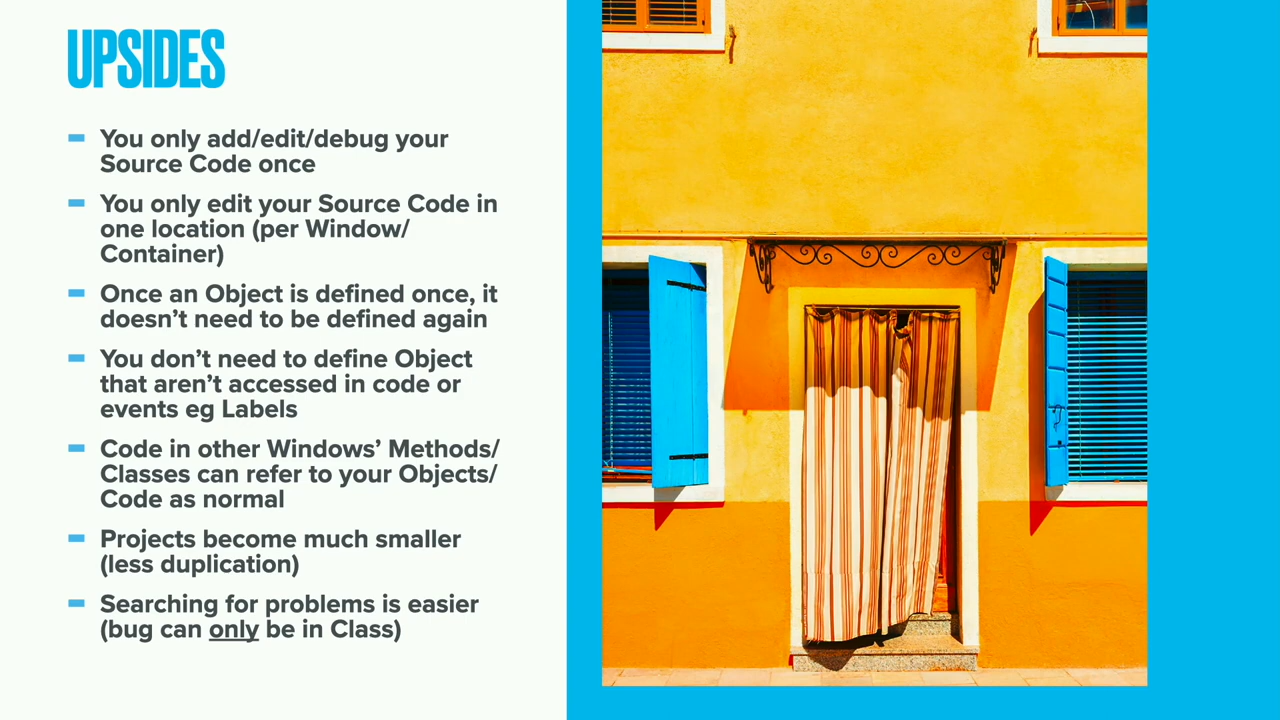 UPSIDES
You only add/edit/debug your
Source Code once
You only edit your Source Code in
one location (per Window/
Container)
Once an Object is defined once, it
doesn’t need to be defined again
You don’t need to define Object
that aren’t accessed in code or
events eg Labels
Code in other Windows’ Methods/
Classes can refer to your Objects/
Code as normal
Projects become much smaller
(less duplication)
Searching for problems is easier
(bug can only be in Class)